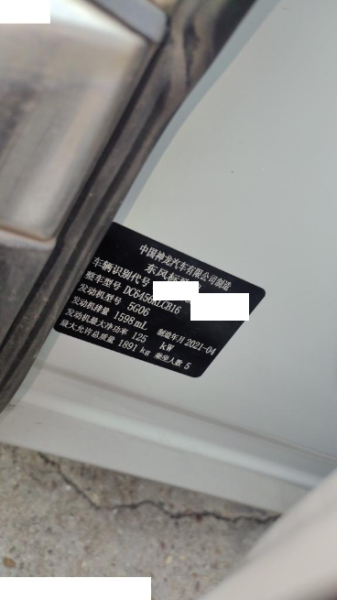 中国神龙汽车有限公司制造
东风标
车辆识别代号
整车型号 DC6456LLCB16
发动机型号 5G06
发动机排量 1598 mL 制造年月 2021-04
发动机最大净功率 125 kW
最大允许总质量 1891 kg 乘坐人数 5